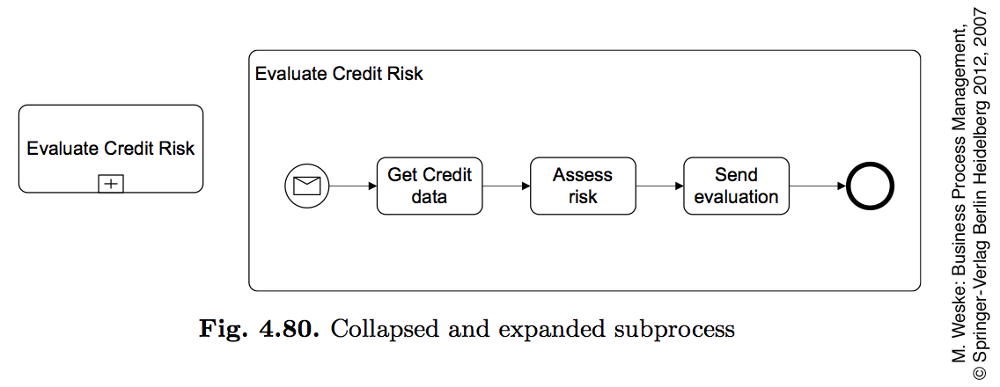 Evaluate Credit Risk
Evaluate Credit Risk
Get Credit
data
Assess
risk
Send
evaluation
Fig. 4.80. Collapsed and expanded subprocess
M. Weske: Business Process Management,
© Springer-Verlag Berlin Heidelberg 2012, 2007